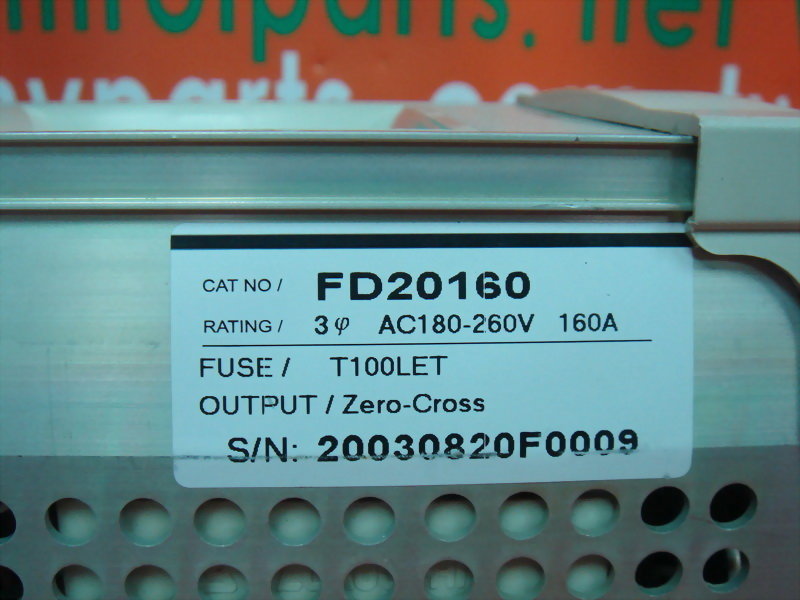 CAT NO / FD20160
RATING / 3φ AC180-260V 160A
FUSE / T100LET
OUTPUT / Zero-Cross
S/N: 20030820F0009